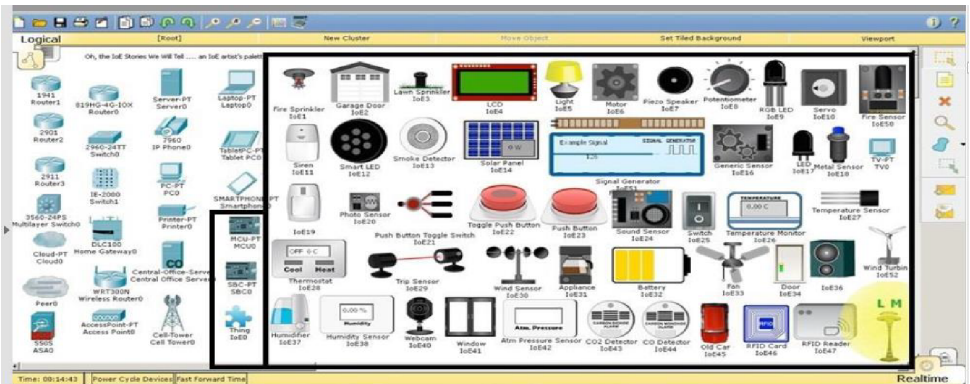 Logical
[Root]
New Cluster
Move Object
Set Tiled Background
Viewport
Oh, the IoE Stories We Will Tell .... an IoE artist's palett
1941
Router1
819HG-4G-IOX
Router0
Server-PT
Server0
Laptop-PT
Laptop0
2901
Router2
2960-24TT
Switch0
7960
IP Phone0
TabletPC-PT
Tablet PC0
2911
Router3
IE-2000
Switch1
PC-PT
PC0
SMARTPHONE-PT
Smartphone0
3560-24PS
Multilayer Switch0
DLC100
Home Gateway0
Printer-PT
Printer0
MCU-PT
MCU0
Cloud-PT
Cloud0
WRT300N
Wireless Router0
CO
Central-Office-Server
Central Office Server
SBC-PT
SBC0
Peer0
AccessPoint-PT
Access Point0
Cell-Tower
Cell Tower0
Thing
IoE0
5505
ASA0
Fire Sprinkler
IoE1
Garage Door
IoE2
Lawn Sprinkler
IoE3
LCD
IoE4
Light
IoE5
Motor
IoE6
Piezo Speaker
IoE7
Potentiometer
IoE8
RGB LED
IoE9
Servo
IoE10
Fire Sensor
IoE50
Siren
IoE11
Smart LED
IoE12
Smoke Detector
IoE13
0 W
Solar Panel
IoE14
Example Signal
SIGNAL GENERATOR
125
Signal Generator
IoE51
Generic Sensor
IoE16
LED
IoE17
Metal Sensor
IoE18
TV-PT
TV0
IoE19
Photo Sensor
IoE20
Push Button Toggle Switch
IoE21
Toggle Push Button
IoE22
Push Button
IoE23
Sound Sensor
IoE24
Switch
IoE25
TEMPERATURE
0.00 C
Temperature Monitor
IoE26
Temperature Sensor
IoE27
OFF 0 C
Cool Heat
Thermostat
IoE28
Trip Sensor
IoE29
Wind Sensor
IoE30
Appliance
IoE31
Battery
IoE32
Fan
IoE33
Door
IoE34
IoE36
Wind Turbin
IoE52
Humidifier
IoE37
0.00 %
Humidity
Humidity Sensor
IoE38
Webcam
IoE40
Window
IoE41
Atm. Pressure
Atm Pressure Sensor
IoE42
CO2 Detector
IoE43
CO Detector
IoE44
Old Car
IoE45
RFID
RFID Card
IoE46
RFID Reader
IoE47
L M
Time: 00:14:43
Power Cycle Devices
Fast Forward Time
Realtime